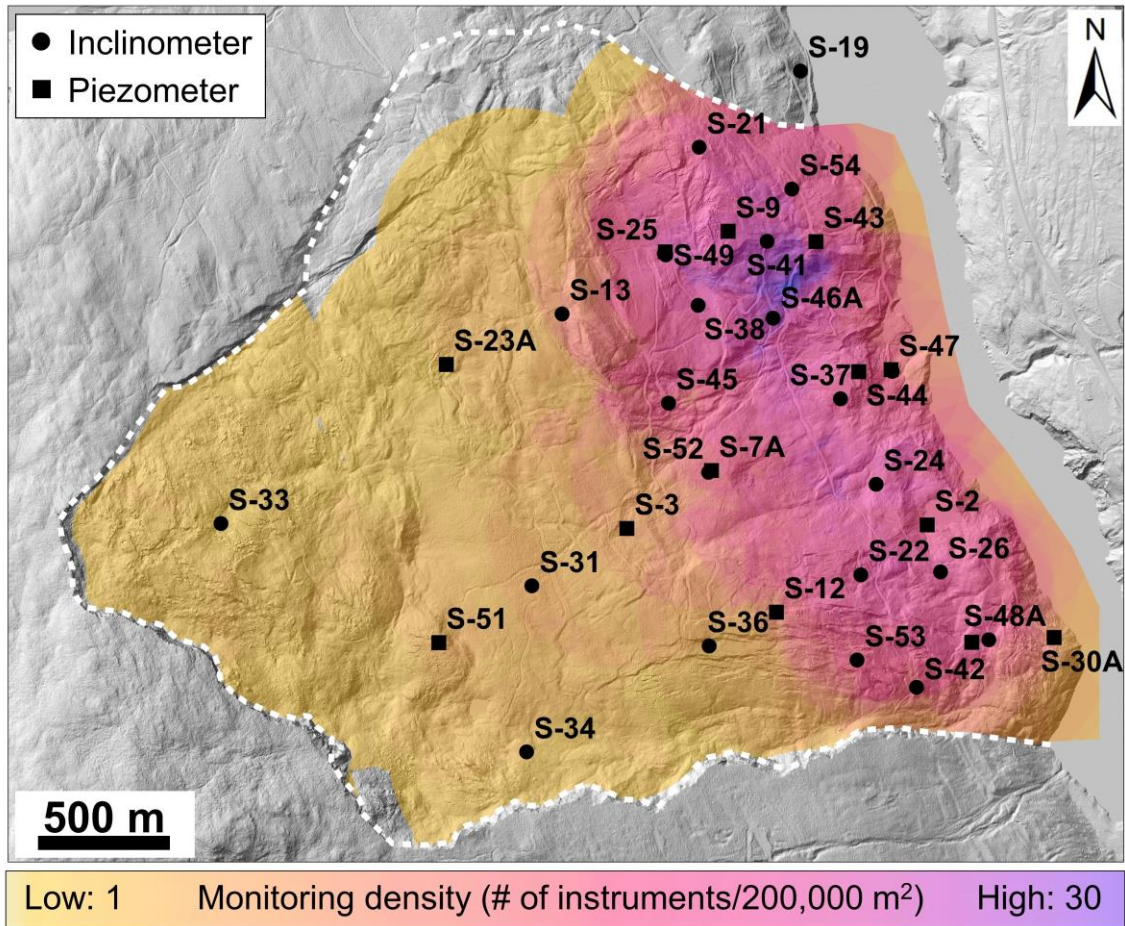 Inclinometer
Piezometer
N
S-19
S-21
S-54
S-9
S-43
S-25
S-49
S-41
S-46A
S-13
S-38
S-23A
S-47
S-37
S-45
S-44
S-52
S-7A
S-24
S-33
S-3
S-2
S-31
S-22
S-26
S-12
S-51
S-36
S-48A
S-53
S-30A
S-42
S-34
500 m
Low: 1 Monitoring density (# of instruments/200,000 m²) High: 30